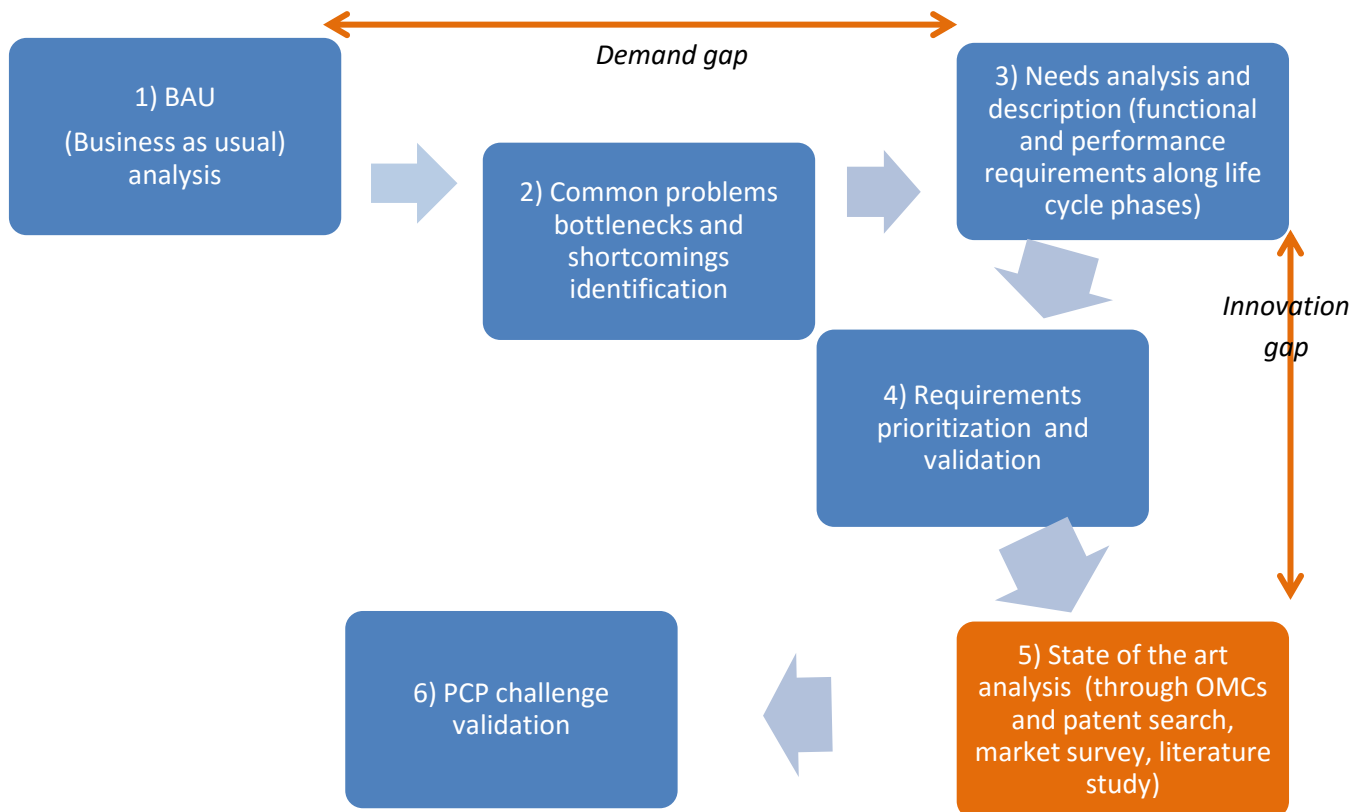 Demand gap
1) BAU
(Business as usual)
analysis
2) Common problems
bottlenecks and
shortcomings
identification
3) Needs analysis and
description (functional
and performance
requirements along life
cycle phases)
Innovation
gap
4) Requirements
prioritization and
validation
5) State of the art
analysis (through OMCs
and patent search,
market survey, literature
study)
6) PCP challenge
validation